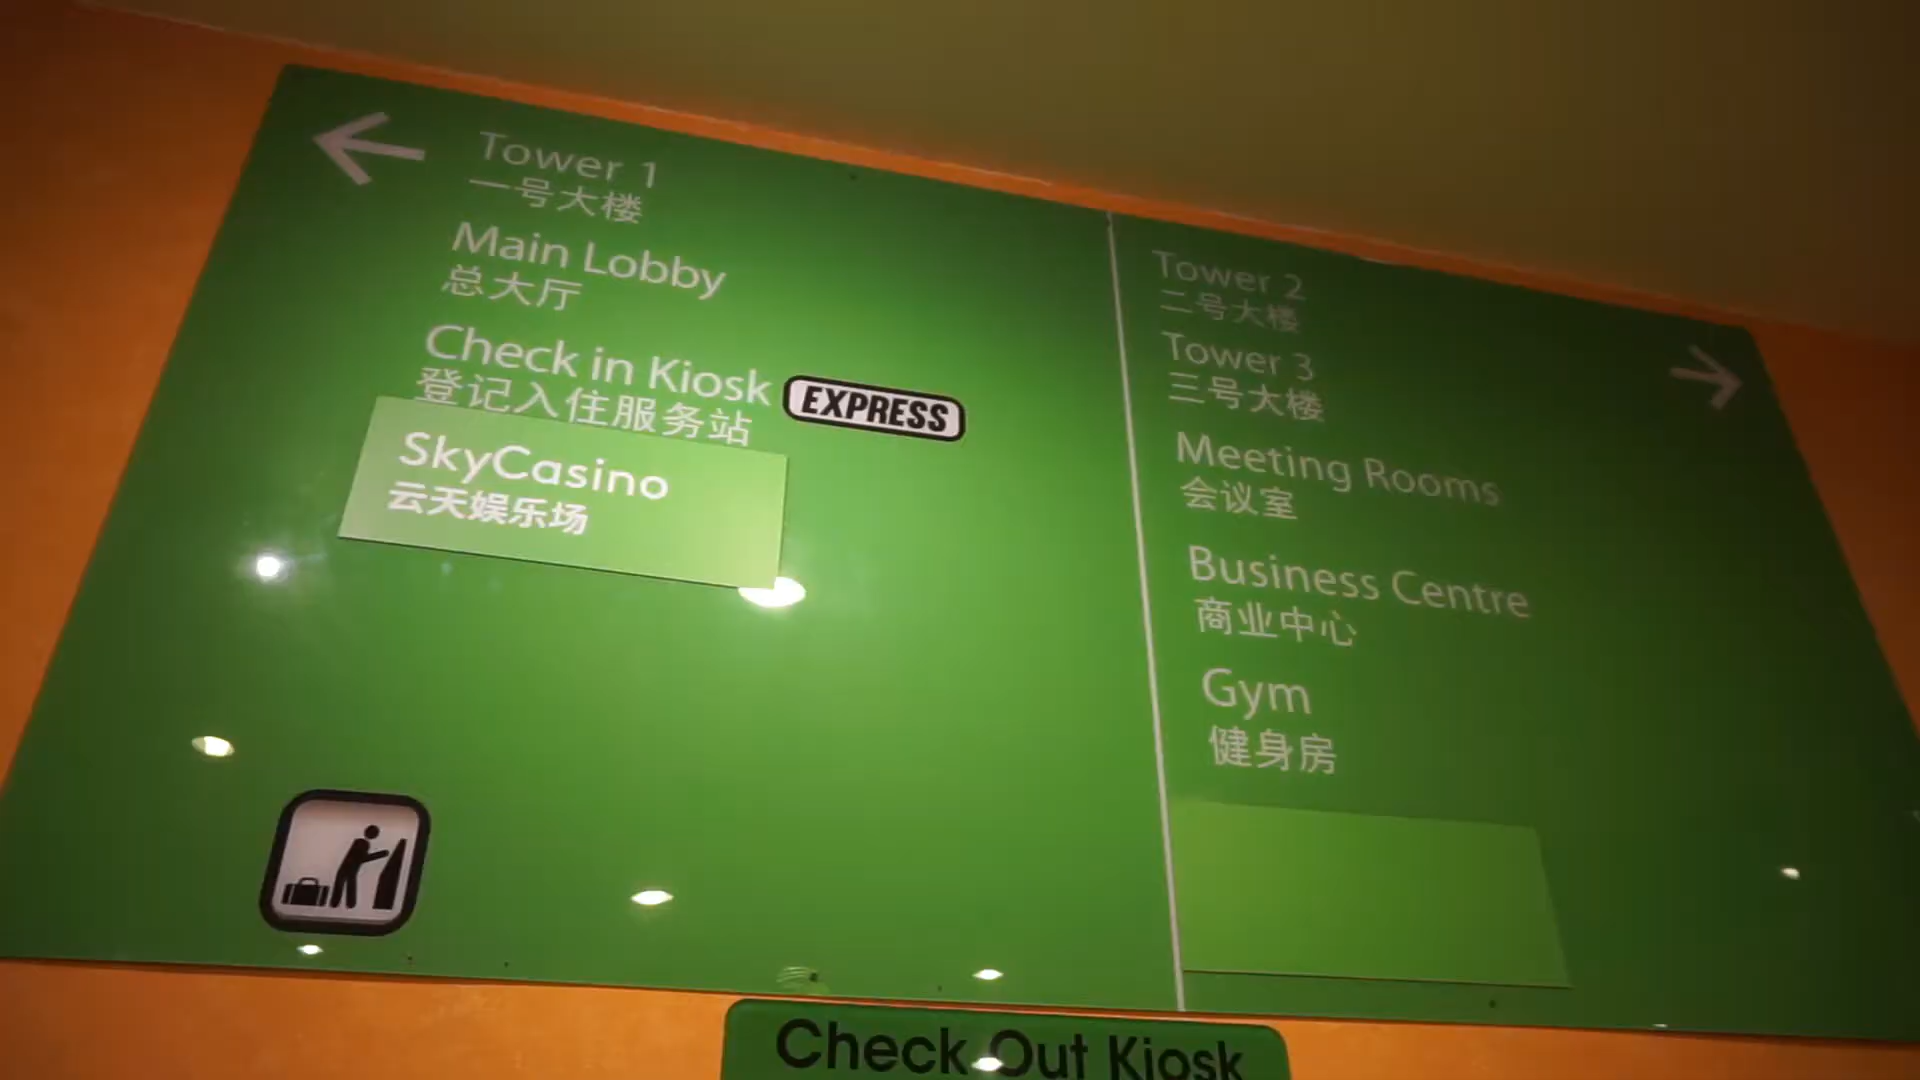 Tower 1
一号大楼
Main Lobby
总大厅
Check in Kiosk EXPRESS
登记入住服务站
SkyCasino
云天娱乐场
Tower 2
二号大楼
Tower 3
三号大楼
Meeting Rooms
会议室
Business Centre
商业中心
Gym
健身房
Check Out Kiosk